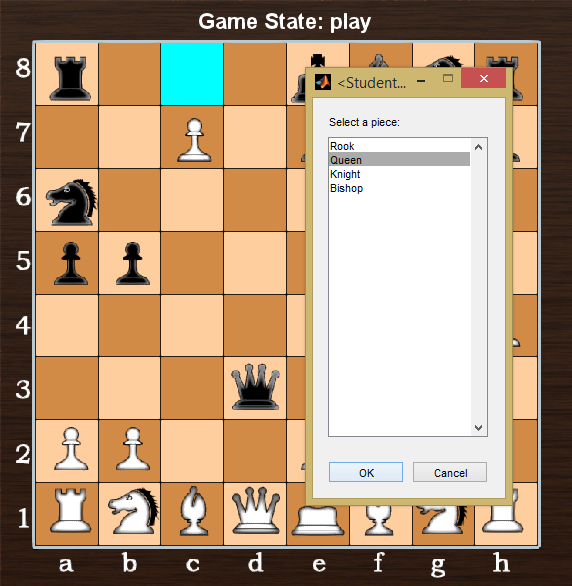 Game State: play
8
<Student...
7
Select a piece:
Rook
Queen
Knight
Bishop
6
5
4
3
2
OK
Cancel
1
a b c d e f g h